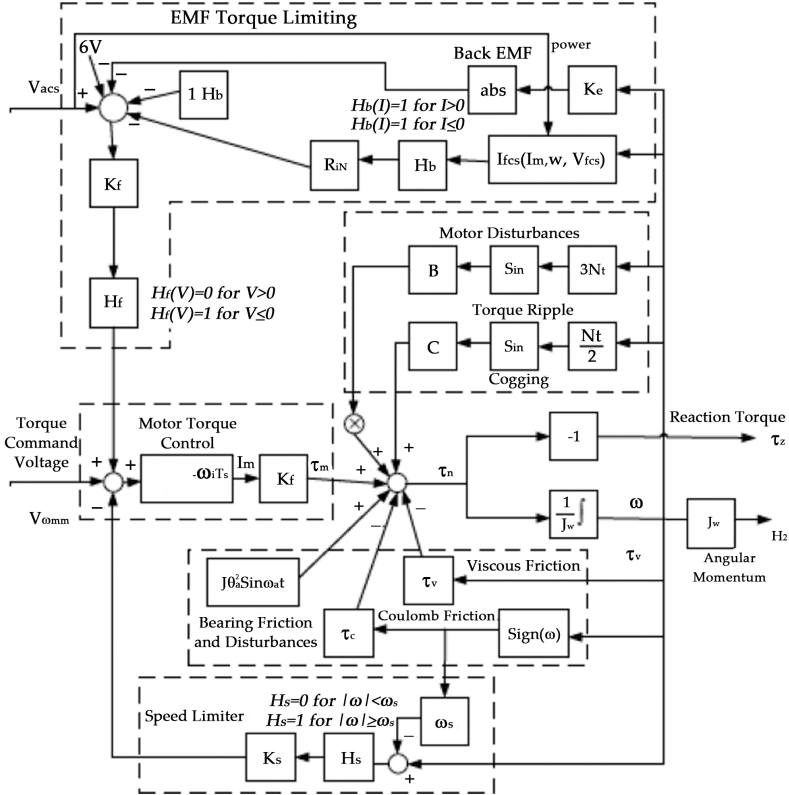 EMF Torque Limiting
6V
power
Back EMF
Vacs
+
−
−
−
−
1 Hb
abs
Ke
Hb(I)=1 for I>0
Hb(I)=1 for I≤0
RiN
Hb
Ifcs(Im,w, Vfcs)
Kf
Motor Disturbances
B
Sin
3Nt
Hf
Hf(V)=0 for V>0
Hf(V)=1 for V≤0
Torque Ripple
C
Sin
Nt
2
Cogging
Torque
Command
Voltage
Motor Torque
Control
Reaction Torque
-1
τz
+
+
-ωiTs
Im
Kf
τm
+
+
+
τn
−
Vωmm
+
−
−
1
Jw
∫
ω
Jw
H2
Angular
Momentum
τv
Viscous Friction
Jθ²aSinωat
τv
Bearing Friction
and Disturbances
Coulomb Friction
τc
Sign(ω)
Speed Limiter
Hs=0 for |ω|<ωs
Hs=1 for |ω|≥ωs
ωs
−
Ks
Hs
+